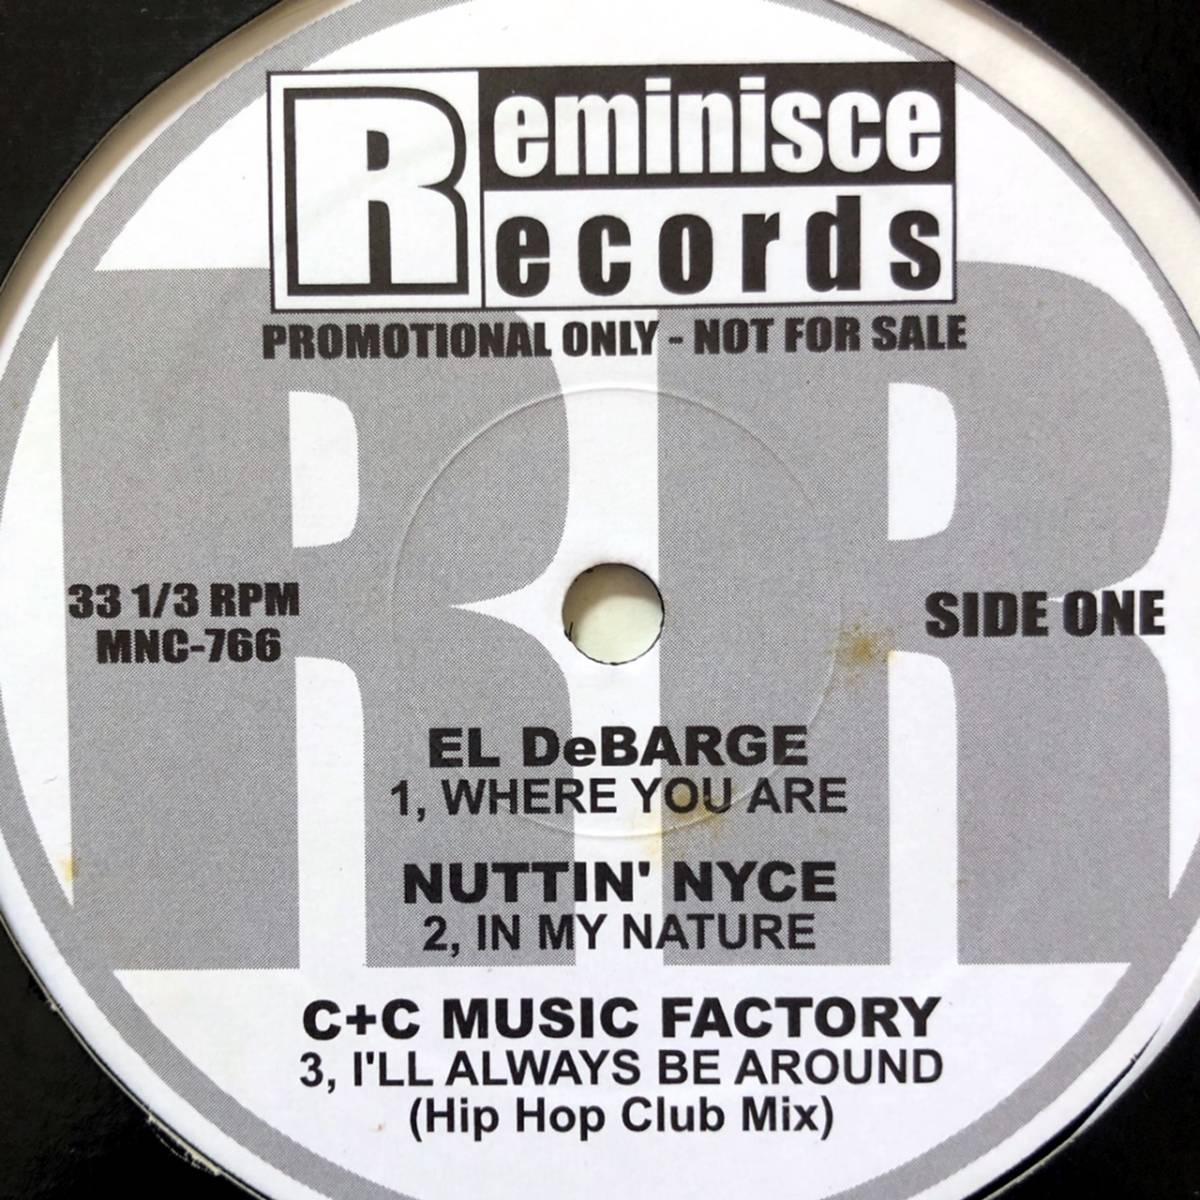 Reminisce
Records
PROMOTIONAL ONLY - NOT FOR SALE
33 1/3 RPM
MNC-766
SIDE ONE
EL DeBARGE
1, WHERE YOU ARE
NUTTIN' NYCE
2, IN MY NATURE
C+C MUSIC FACTORY
3, I'LL ALWAYS BE AROUND
(Hip Hop Club Mix)